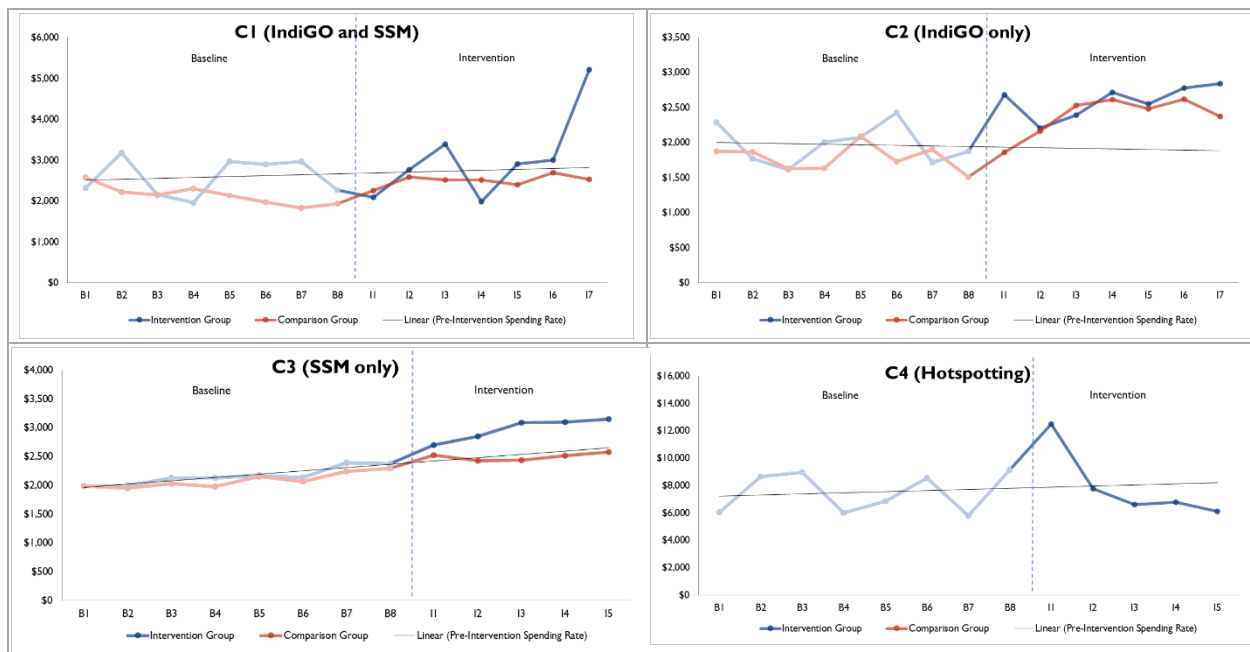 C1 (IndiGO and SSM)
$6,000
Baseline Intervention
$5,000
$4,000
$3,000
$2,000
$1,000
$0
B1 B2 B3 B4 B5 B6 B7 B8 I1 I2 I3 I4 I5 I6 I7
Intervention Group Comparison Group Linear (Pre-Intervention Spending Rate)
C2 (IndiGO only)
$3,500
Baseline Intervention
$3,000
$2,500
$2,000
$1,500
$1,000
$500
$0
B1 B2 B3 B4 B5 B6 B7 B8 I1 I2 I3 I4 I5 I6 I7
Intervention Group Comparison Group Linear (Pre-Intervention Spending Rate)
C3 (SSM only)
$4,000
Baseline Intervention
$3,500
$3,000
$2,500
$2,000
$1,500
$1,000
$500
$0
B1 B2 B3 B4 B5 B6 B7 B8 I1 I2 I3 I4 I5
Intervention Group Comparison Group Linear (Pre-Intervention Spending Rate)
C4 (Hotspotting)
$16,000
Baseline Intervention
$14,000
$12,000
$10,000
$8,000
$6,000
$4,000
$2,000
$0
B1 B2 B3 B4 B5 B6 B7 B8 I1 I2 I3 I4 I5
Intervention Group Comparison Group Linear (Pre-Intervention Spending Rate)